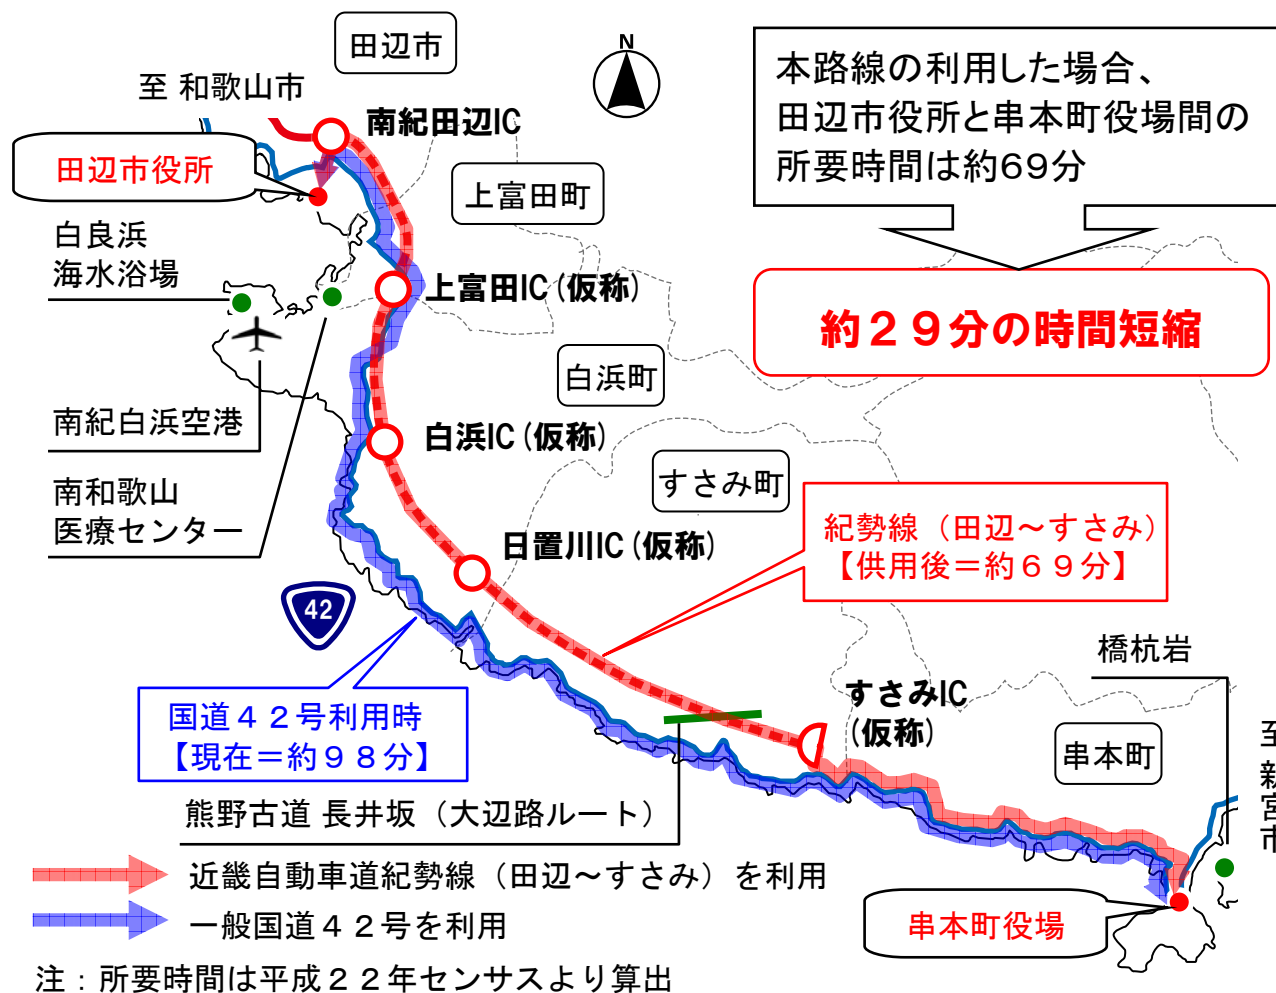 田辺市
N
本路線の利用した場合、
田辺市役所と串本町役場間の
所要時間は約69分
至 和歌山市
南紀田辺IC
田辺市役所
上富田町
白良浜
海水浴場
上富田IC(仮称)
約29分の時間短縮
白浜町
南紀白浜空港
白浜IC(仮称)
すさみ町
南和歌山
医療センター
紀勢線(田辺~すさみ)
【供用後=約69分】
日置川IC(仮称)
42
橋杭岩
すさみIC
(仮称)
国道42号利用時
【現在=約98分】
串本町
至 新宮市
熊野古道 長井坂(大辺路ルート)
近畿自動車道紀勢線(田辺~すさみ)を利用
一般国道42号を利用
串本町役場
注:所要時間は平成22年センサスより算出